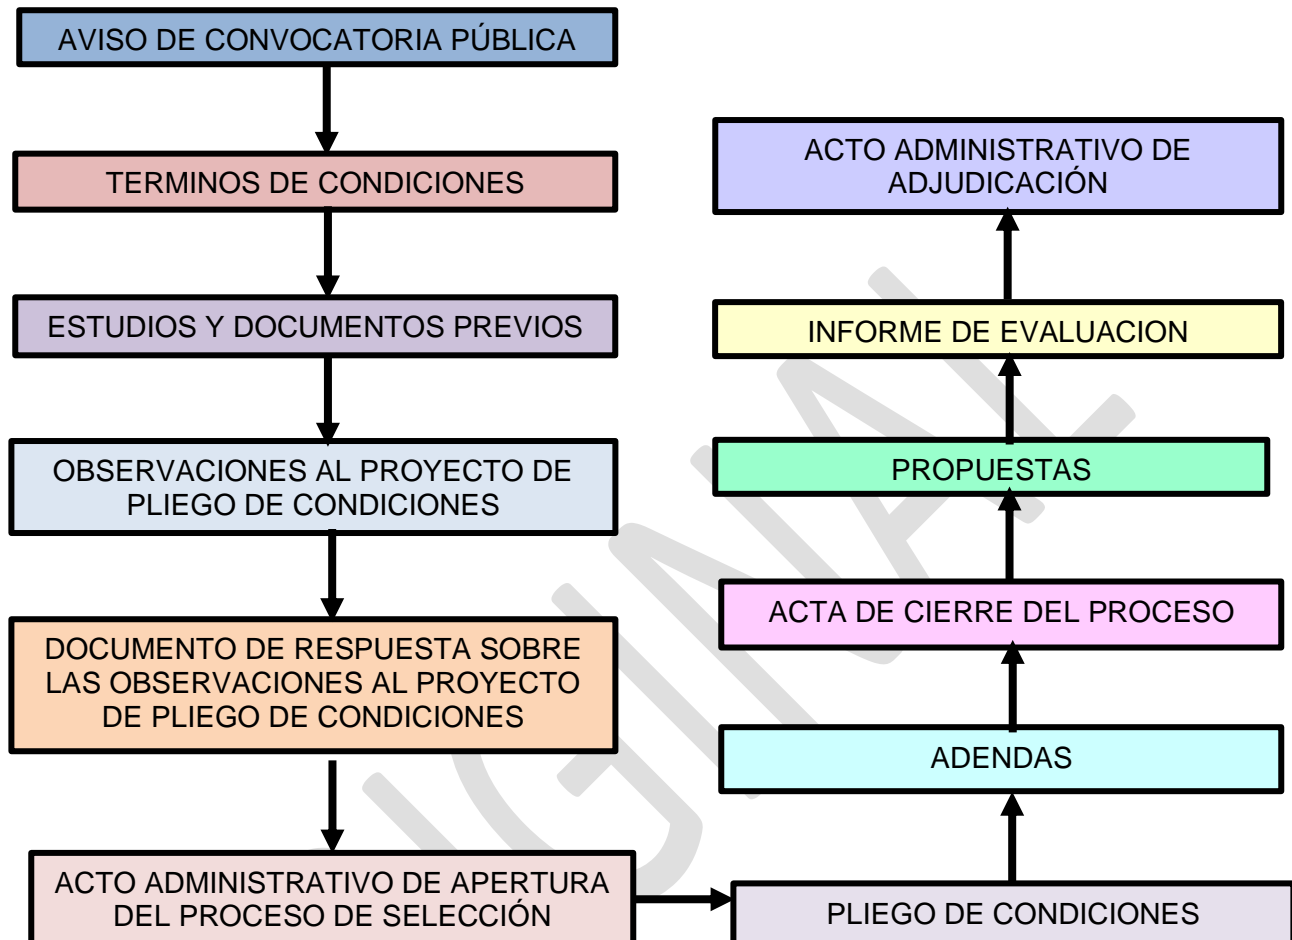 AVISO DE CONVOCATORIA PÚBLICA
TERMINOS DE CONDICIONES
ESTUDIOS Y DOCUMENTOS PREVIOS
OBSERVACIONES AL PROYECTO DE
PLIEGO DE CONDICIONES
DOCUMENTO DE RESPUESTA SOBRE
LAS OBSERVACIONES AL PROYECTO
DE PLIEGO DE CONDICIONES
ACTO ADMINISTRATIVO DE APERTURA
DEL PROCESO DE SELECCIÓN
PLIEGO DE CONDICIONES
ADENDAS
ACTA DE CIERRE DEL PROCESO
PROPUESTAS
INFORME DE EVALUACION
ACTO ADMINISTRATIVO DE
ADJUDICACIÓN